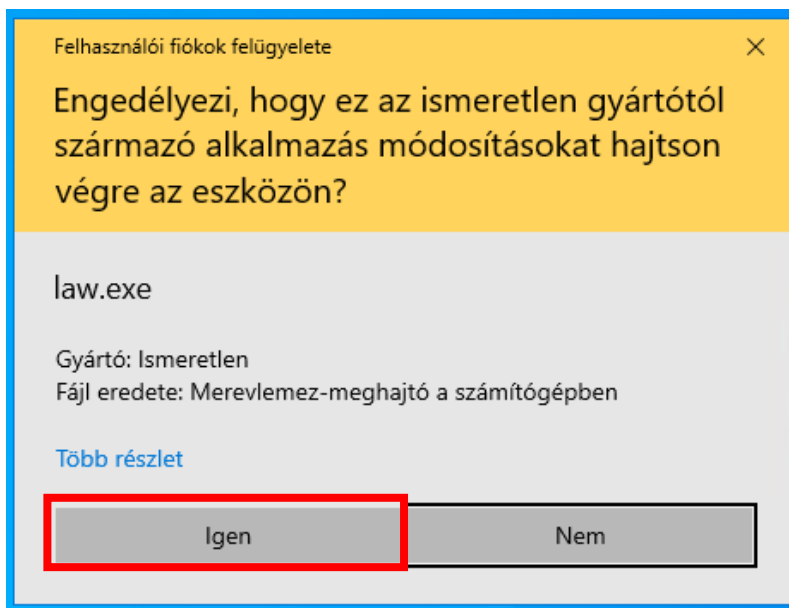 Felhasználói fiókok felügyelete
Engedélyezi, hogy ez az ismeretlen gyártótól
származó alkalmazás módosításokat hajtson
végre az eszközön?
law.exe
Gyártó: Ismeretlen
Fájl eredete: Merevlemez-meghajtó a számítógépben
Több részlet
Igen
Nem